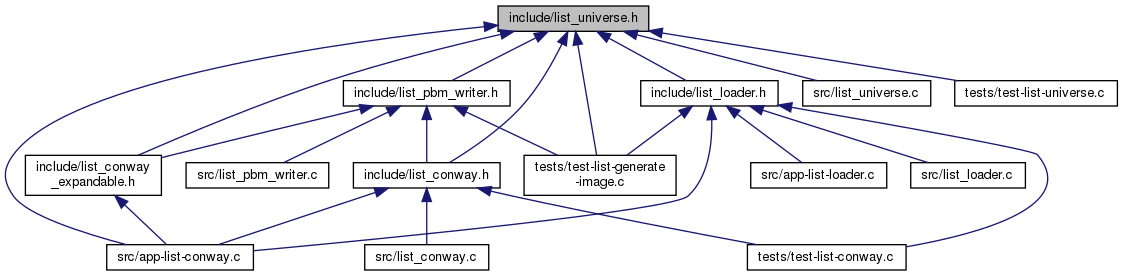 include/list_universe.h
include/list_pbm_writer.h
include/list_loader.h
src/list_universe.c
tests/test-list-universe.c
include/list_conway
_expandable.h
src/list_pbm_writer.c
include/list_conway.h
tests/test-list-generate
-image.c
src/app-list-loader.c
src/list_loader.c
src/app-list-conway.c
src/list_conway.c
tests/test-list-conway.c